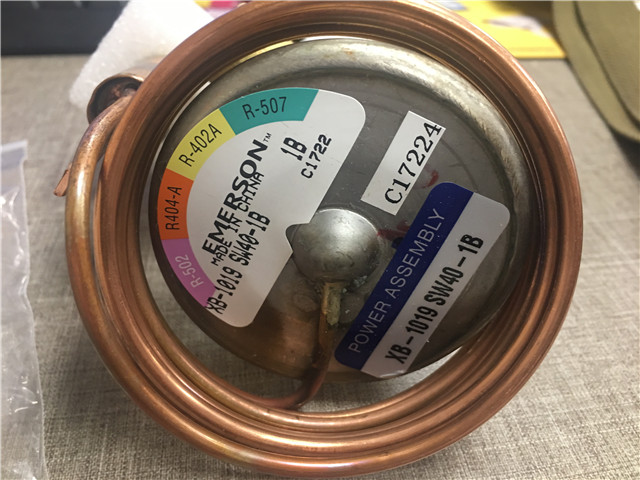 R-507
R-402A
R404-A
R-502
EMERSON™
MADE IN CHINA
XB-1019 SW40-1B
1B
C1722
C17224
POWER ASSEMBLY
XB-1019 SW40-1B